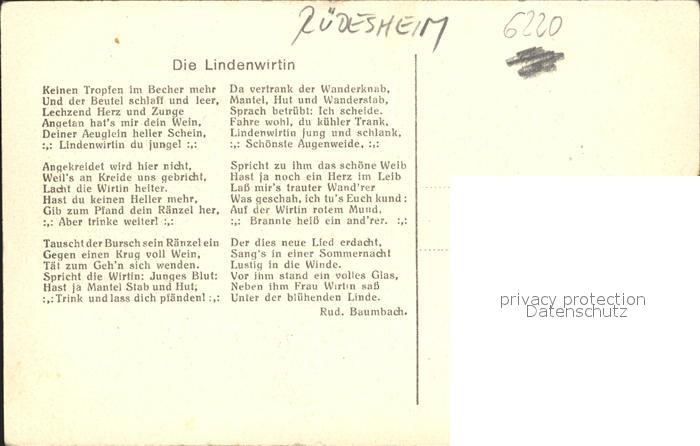 RÜDESHEIM 6220
Die Lindenwirtin
Keinen Tropfen im Becher mehr
Und der Beutel schlaff und leer,
Lechzend Herz und Zunge
Angetan hat's mir dein Wein,
Deiner Aeuglein heller Schein,
:,: Lindenwirtin du junge! :,:
Angekreidet wird hier nicht,
Weil's an Kreide uns gebricht,
Lacht die Wirtin heiter.
Hast du keinen Heller mehr,
Gib zum Pfand dein Ränzel her,
:,: Aber trinke weiter! :,:
Tauscht der Bursch sein Ränzel ein
Gegen einen Krug voll Wein,
Tät zum Geh'n sich wenden.
Spricht die Wirtin: Junges Blut:
Hast ja Mantel Stab und Hut;
:,: Trink und lass dich pfänden! :,:
Da vertrank der Wanderknab,
Mantel, Hut und Wanderstab,
Sprach betrübt: Ich scheide.
Fahre wohl, du kühler Trank,
Lindenwirtin jung und schlank,
:,: Schönste Augenweide, :,:
Spricht zu ihm das schöne Weib
Hast ja noch ein Herz im Leib
Laß mir's trauter Wand'rer
Was geschah, ich tu's Euch kund:
Auf der Wirtin rotem Mund,
:,: Brannte heiß ein and'rer. :,:
Der dies neue Lied erdacht,
Sang's in einer Sommernacht
Lustig in die Winde.
Vor ihm stand ein volles Glas,
Neben ihm Frau Wirtin saß
Unter der blühenden Linde.
Rud. Baumbach.
privacy protection
Datenschutz